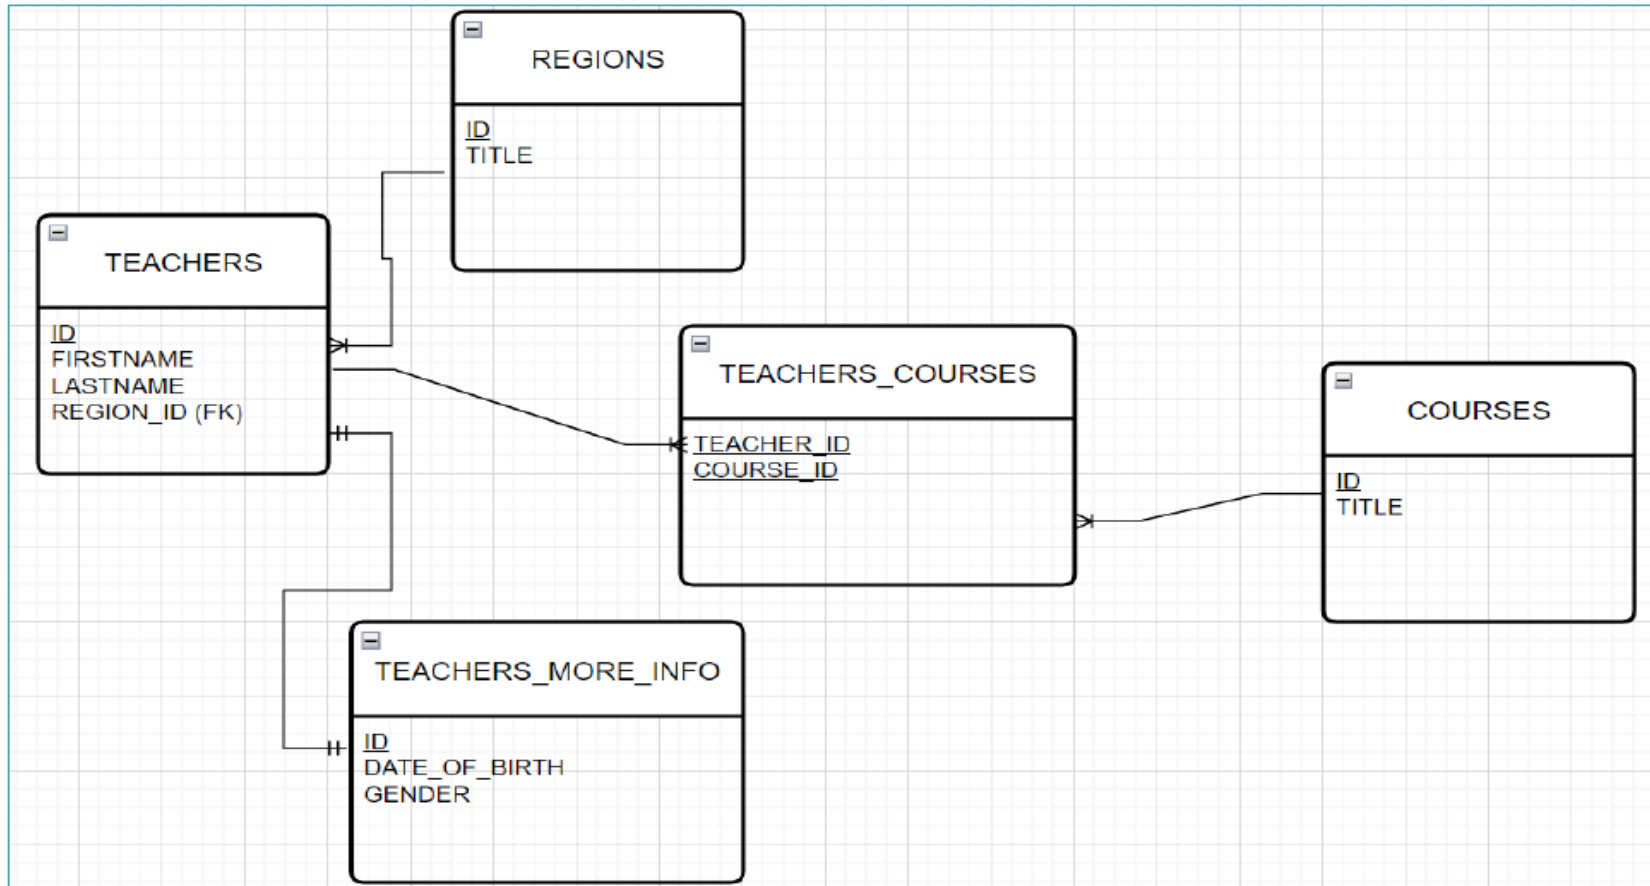 REGIONS
ID
TITLE
TEACHERS
ID
FIRSTNAME
LASTNAME
REGION_ID (FK)
TEACHERS_COURSES
TEACHER_ID
COURSE_ID
COURSES
ID
TITLE
TEACHERS_MORE_INFO
ID
DATE_OF_BIRTH
GENDER